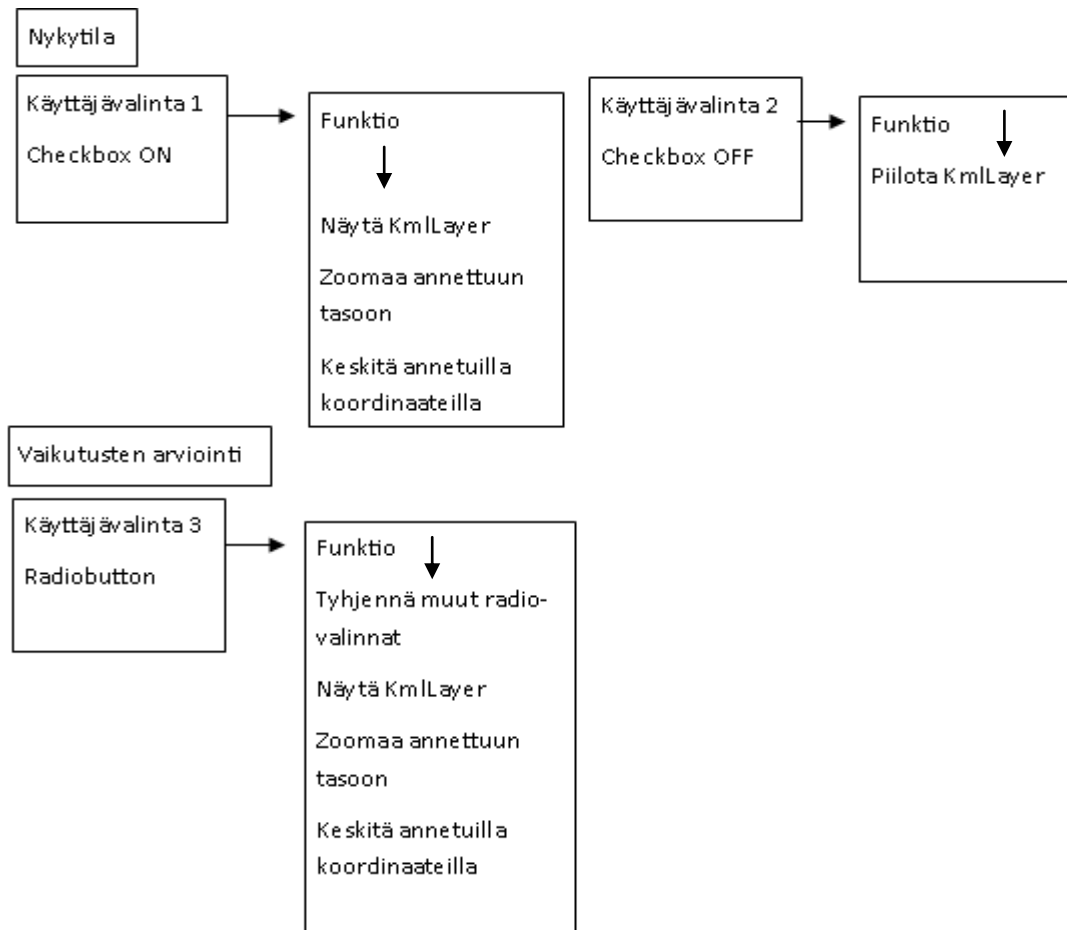 Nykytila
Käyttäjävalinta 1
Checkbox ON
Funktio
Näytä KmlLayer
Zoomaa annettuun
tasoon
Keskitä annetuilla
koordinaateilla
Käyttäjävalinta 2
Checkbox OFF
Funktio
Piilota KmlLayer
Vaikutusten arviointi
Käyttäjävalinta 3
Radiobutton
Funktio
Tyhjennä muut radio-
valinnat
Näytä KmlLayer
Zoomaa annettuun
tasoon
Keskitä annetuilla
koordinaateilla